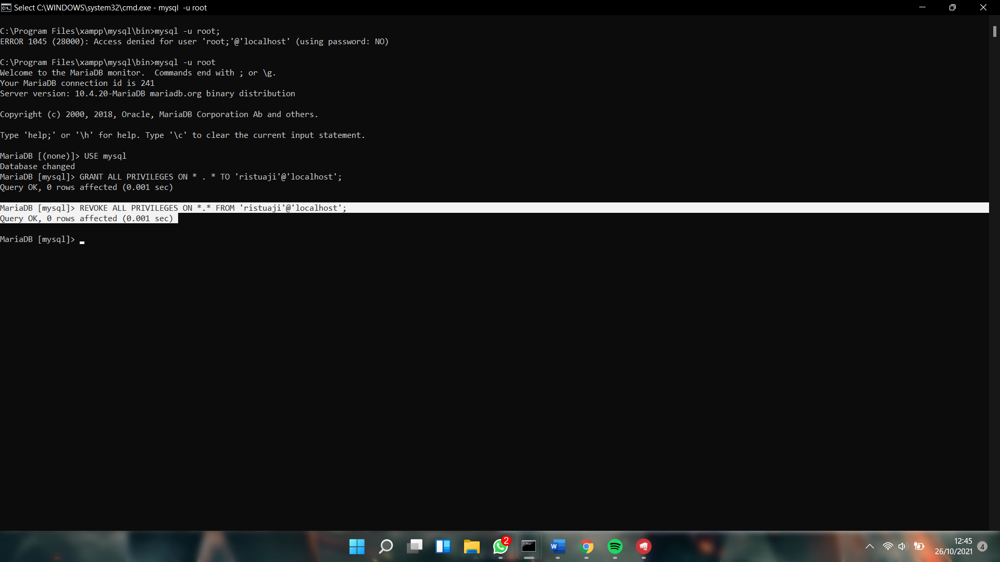 Select C:\WINDOWS\system32\cmd.exe - mysql  -u root
C:\Program Files\xampp\mysql\bin>mysql -u root;
ERROR 1045 (28000): Access denied for user 'root;'@'localhost' (using password: NO)
C:\Program Files\xampp\mysql\bin>mysql -u root
Welcome to the MariaDB monitor.  Commands end with ; or \g.
Your MariaDB connection id is 241
Server version: 10.4.20-MariaDB mariadb.org binary distribution
Copyright (c) 2000, 2018, Oracle, MariaDB Corporation Ab and others.
Type 'help;' or '\h' for help. Type '\c' to clear the current input statement.
MariaDB [(none)]> USE mysql
Database changed
MariaDB [mysql]> GRANT ALL PRIVILEGES ON * . * TO 'ristuaji'@'localhost';
Query OK, 0 rows affected (0.001 sec)
MariaDB [mysql]> REVOKE ALL PRIVILEGES ON *.* FROM 'ristuaji'@'localhost';
Query OK, 0 rows affected (0.001 sec)
MariaDB [mysql]>
2
W
12:45
26/10/2021
4